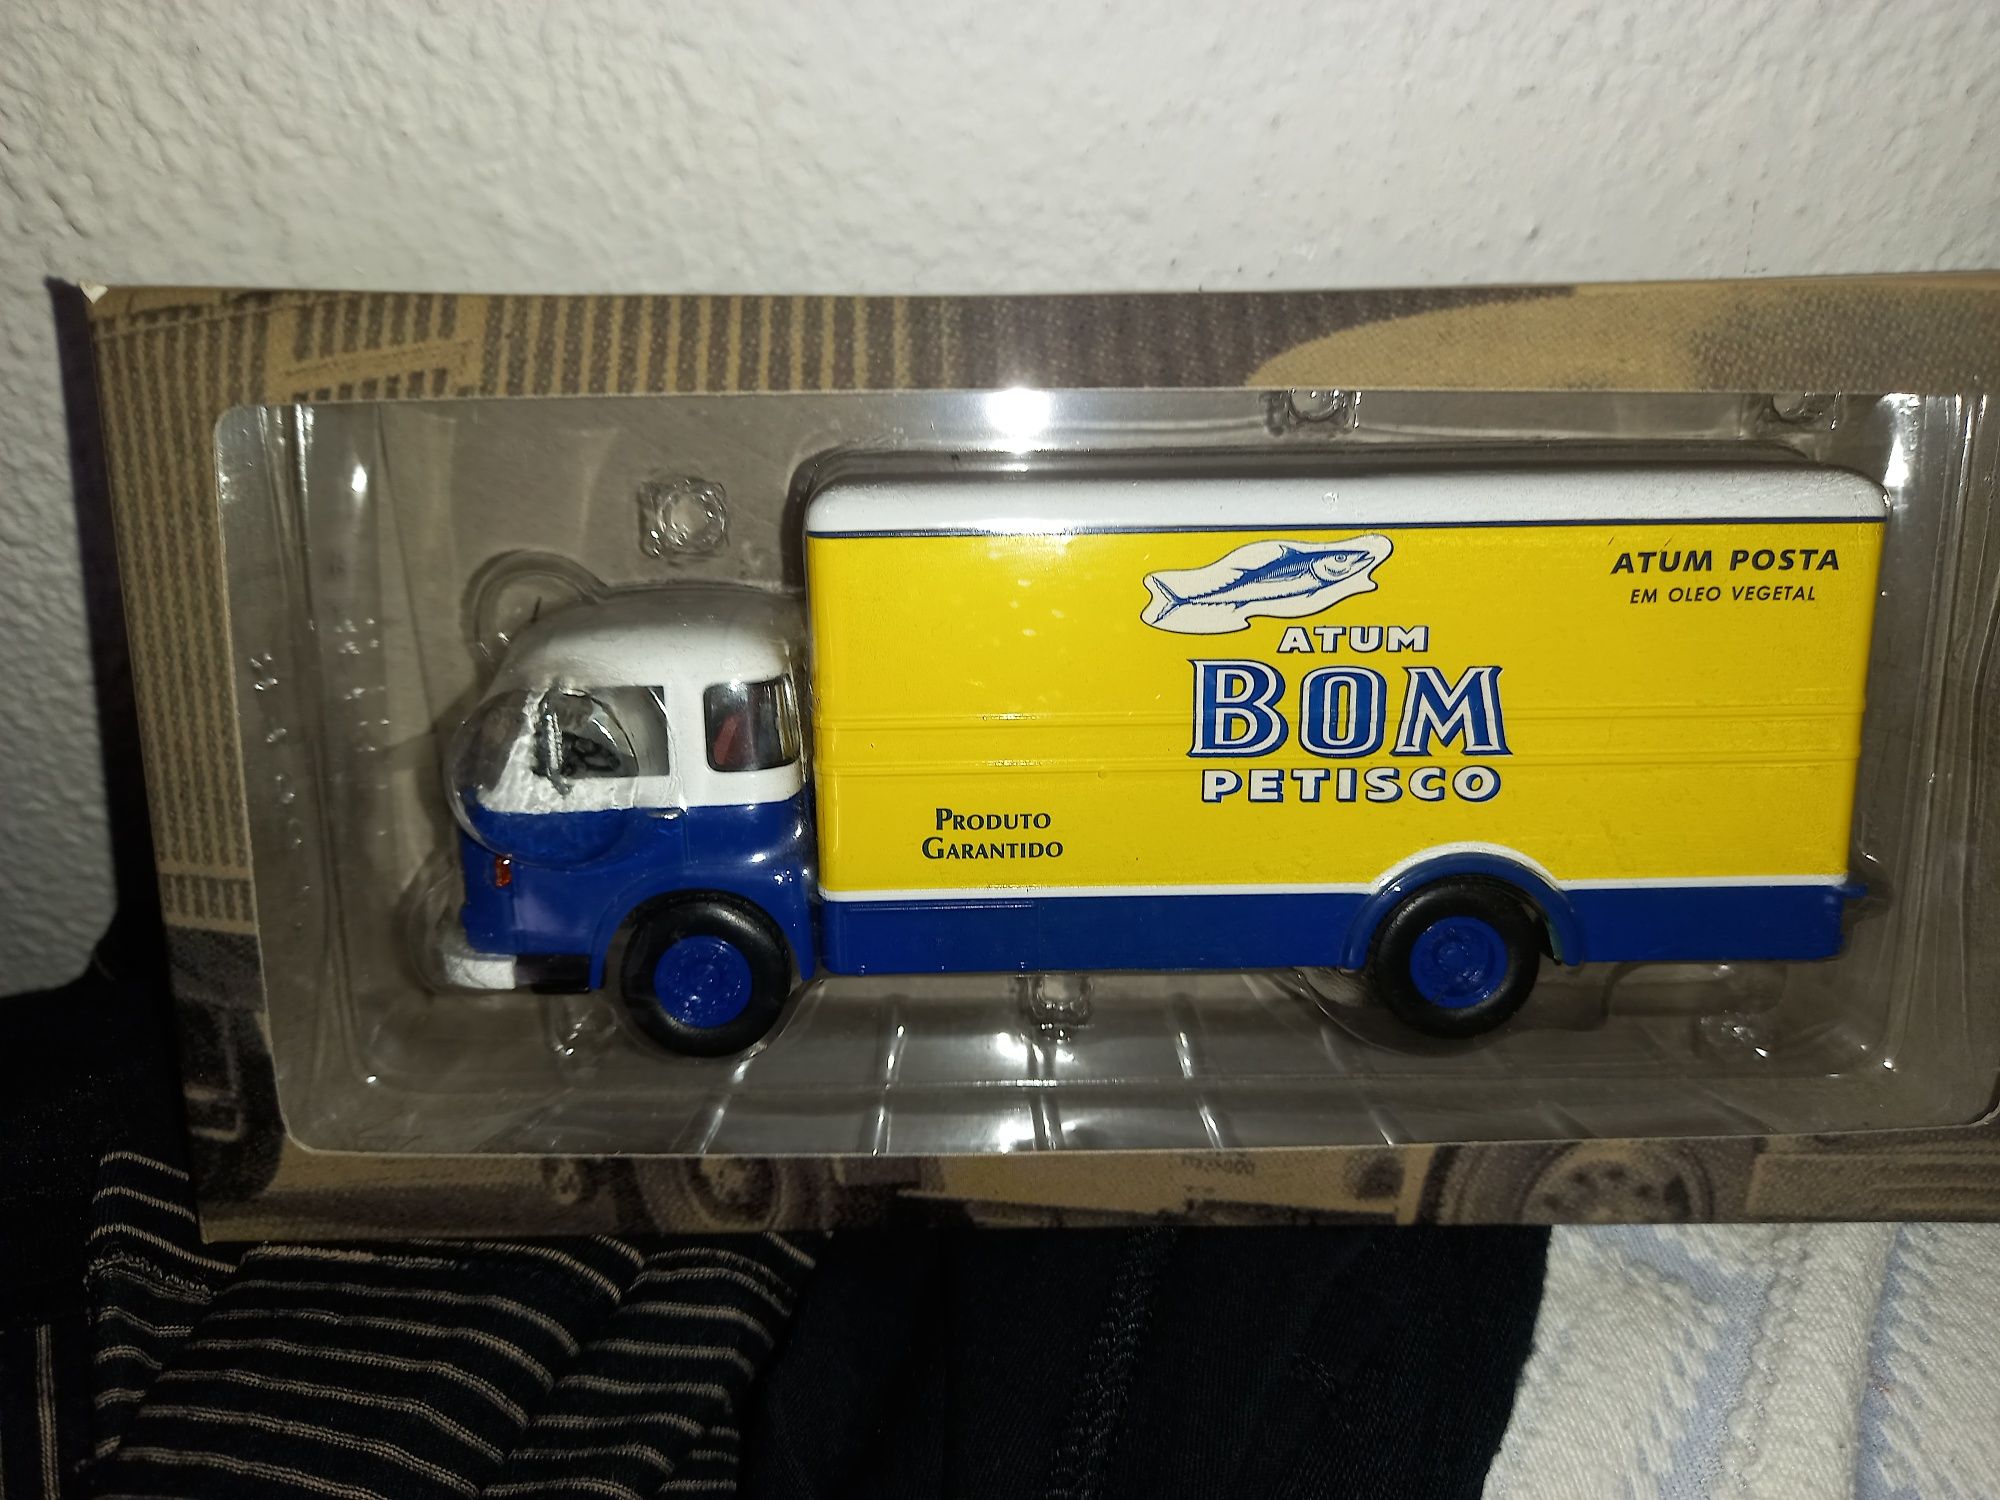 ATUM POSTA
EM OLEO VEGETAL
ATUM
BOM
PETISCO
PRODUTO
GARANTIDO